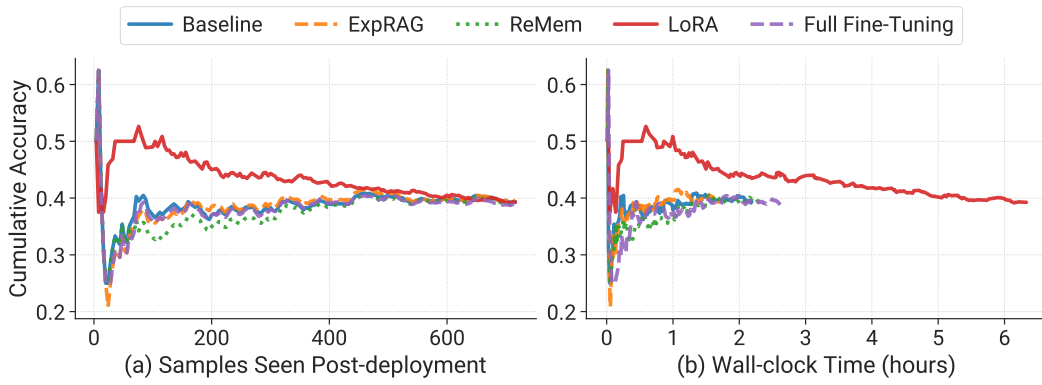 Baseline ExpRAG ReMem LoRA Full Fine-Tuning
Cumulative Accuracy
0.6
0.5
0.4
0.3
0.2
0 200 400 600
(a) Samples Seen Post-deployment
0.6
0.5
0.4
0.3
0.2
0 1 2 3 4 5 6
(b) Wall-clock Time (hours)